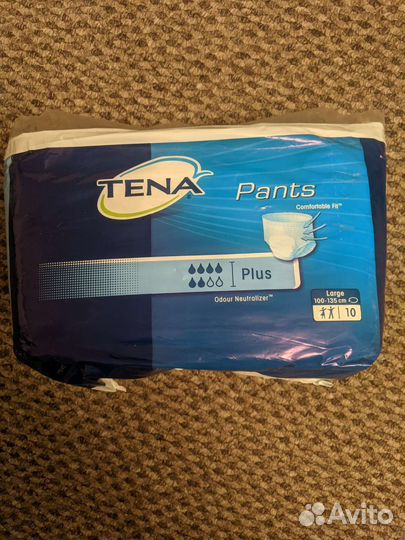 TENA
Pants
Comfortable Fit™
Plus
Odour Neutralizer™
Large
100-135 cm
10
Avito